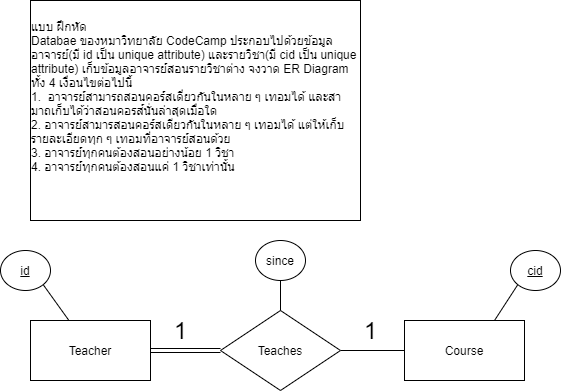 แบบ ฝึกหัด
Databae ของหมาวิทยาลัย CodeCamp ประกอบไปด้วยข้อมูล
อาจารย์(มี id เป็น unique attribute) และรายวิชา(มี cid เป็น unique
attribute) เก็บข้อมูลอาจารย์สอนรายวิชาต่าง จงวาด ER Diagram
ทั้ง 4 เงื่อนไขต่อไปนี้
1. อาจารย์สามารถสอนคอร์สเดี่ยวกันในหลาย ๆ เทอมได้ และสา
มาถเก็บได้ว่าสอนคอรสนั้นล่าสุดเมื่อใด
2. อาจารย์สามารสอนคอร์สเดี่ยวกันในหลาย ๆ เทอมได้ แต่ให้เก็บ
รายละเอียดทุก ๆ เทอมที่อาจารย์สอนด้วย
3. อาจารย์ทุกคนต้องสอนอย่างน้อย 1 วิชา
4. อาจารย์ทุกคนต้องสอนแค่ 1 วิชาเท่านั้น
since
id
cid
1
1
Teacher
Teaches
Course